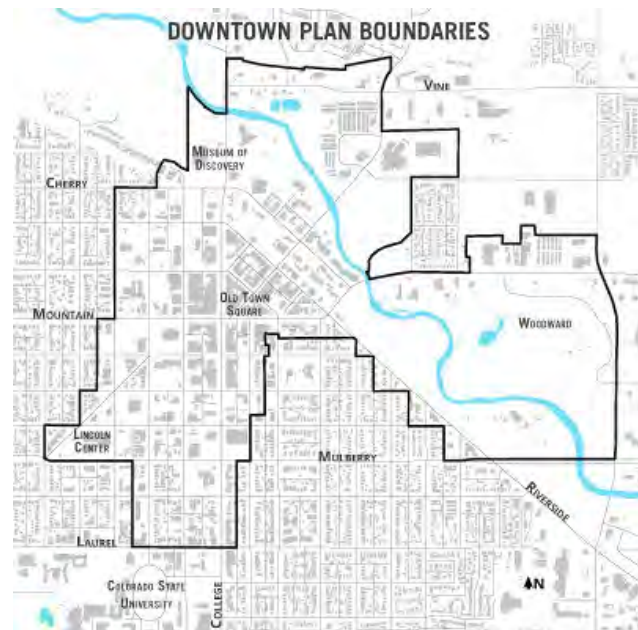 DOWNTOWN PLAN BOUNDARIES
VINE
MUSEUM OF
DISCOVERY
CHERRY
OLD TOWN
SQUARE
MOUNTAIN
WOODWARD
LINCOLN
CENTER
MULBERRY
RIVERSIDE
LAUREL
COLORADO STATE
UNIVERSITY
COLLEGE
N